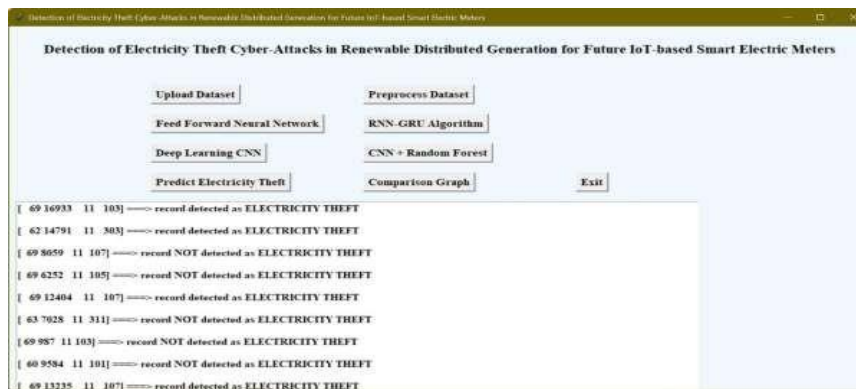 Detection of Electricity Theft Cyber-Attacks in Renewable Distributed Generation for Future IoT-based Smart Electric Meters
Detection of Electricity Theft Cyber-Attacks in Renewable Distributed Generation for Future IoT-based Smart Electric Meters
Upload Dataset Preprocess Dataset
Feed Forward Neural Network RNN-GRU Algorithm
Deep Learning CNN CNN + Random Forest
Predict Electricity Theft Comparison Graph Exit
[ 69 16933 11 103] ===> record detected as ELECTRICITY THEFT
[ 62 14791 11 303] ===> record detected as ELECTRICITY THEFT
[ 69 8059 11 107] ===> record NOT detected as ELECTRICITY THEFT
[ 69 6252 11 105] ===> record NOT detected as ELECTRICITY THEFT
[ 69 12404 11 107] ===> record detected as ELECTRICITY THEFT
[ 63 7028 11 311] ===> record NOT detected as ELECTRICITY THEFT
[ 69 987 11 103] ===> record NOT detected as ELECTRICITY THEFT
[ 60 9584 11 101] ===> record NOT detected as ELECTRICITY THEFT
[ 69 13235 11 107] ===> record detected as ELECTRICITY THEFT